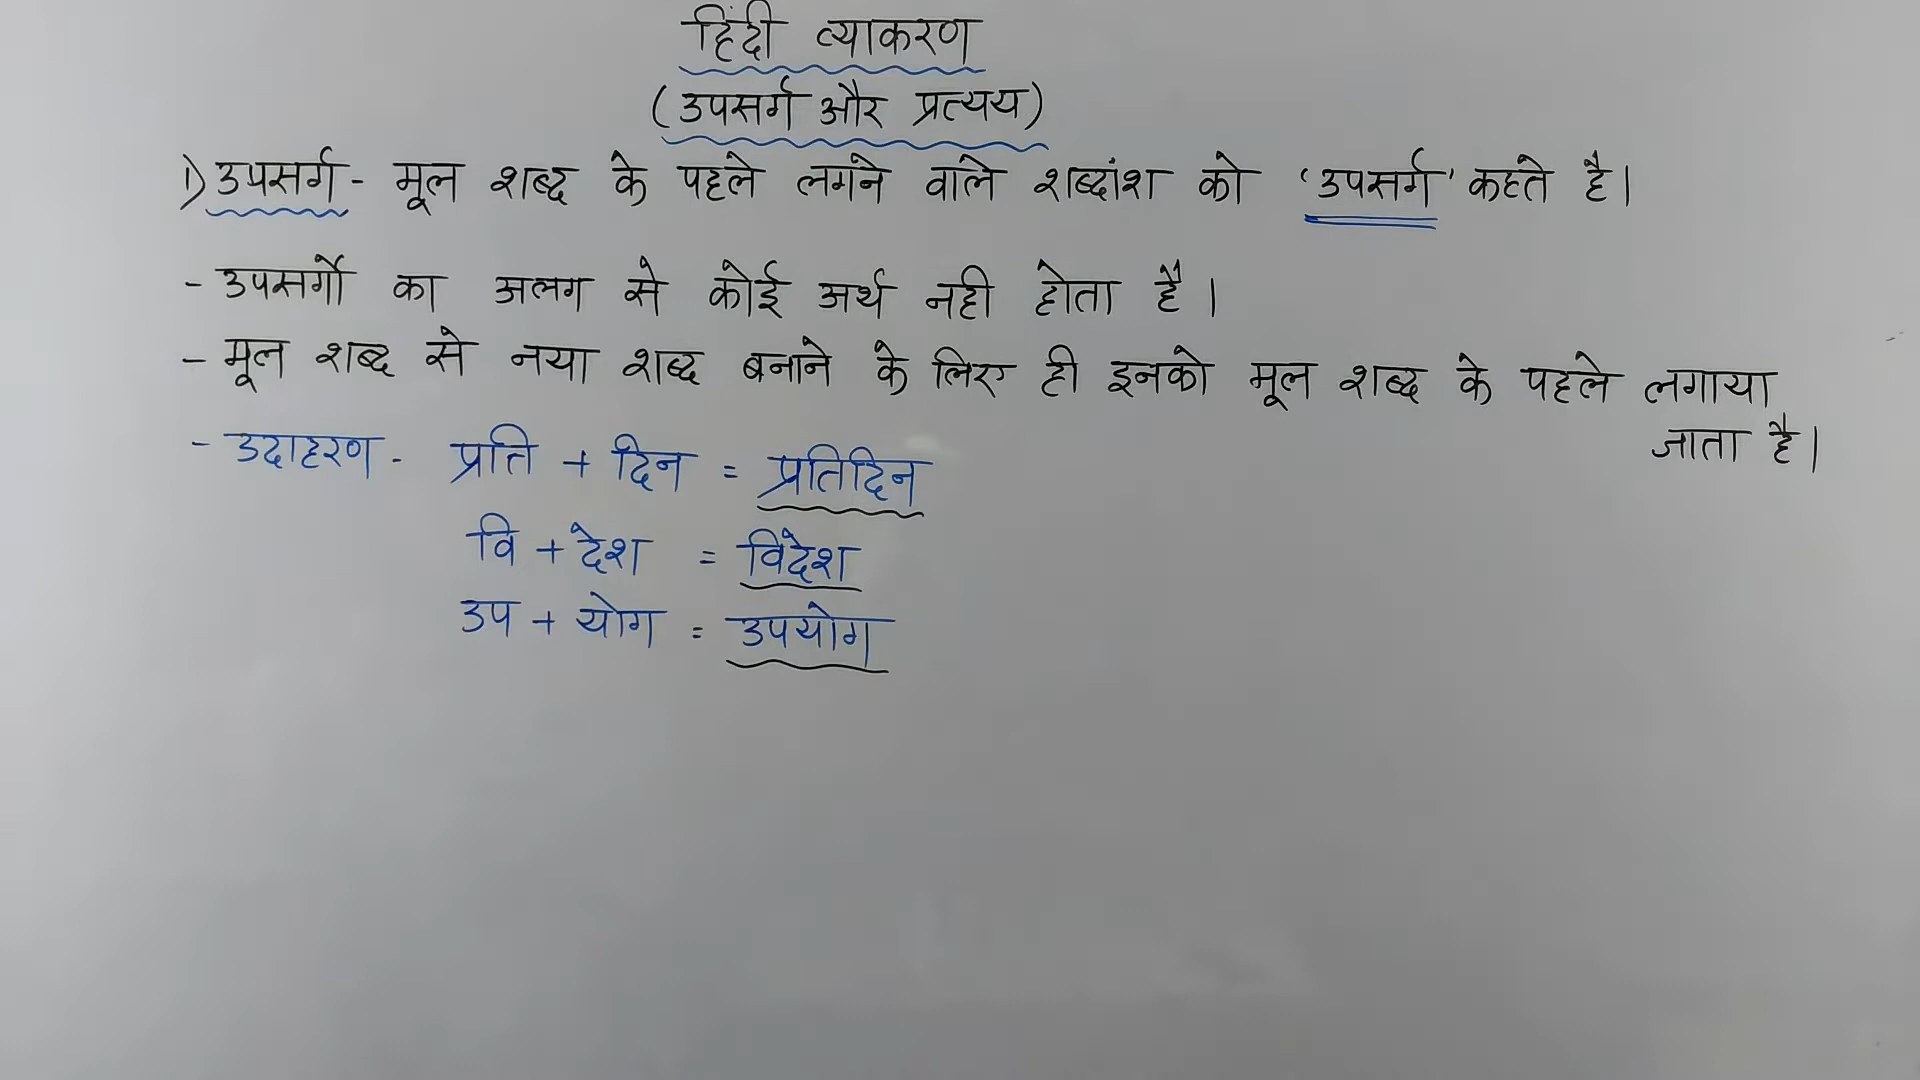 हिंदी व्याकरण
(उपसर्ग और प्रत्यय)
1) उपसर्ग - मूल शब्द के पहले लगने वाले शब्दांश को 'उपसर्ग' कहते है।
- उपसर्गो का अलग से कोई अर्थ नही होता है।
- मूल शब्द से नया शब्द बनाने के लिए ही इनको मूल शब्द के पहले लगाया
जाता है।
- उदाहरण - प्रति + दिन = प्रतिदिन
वि + देश = विदेश
उप + योग = उपयोग